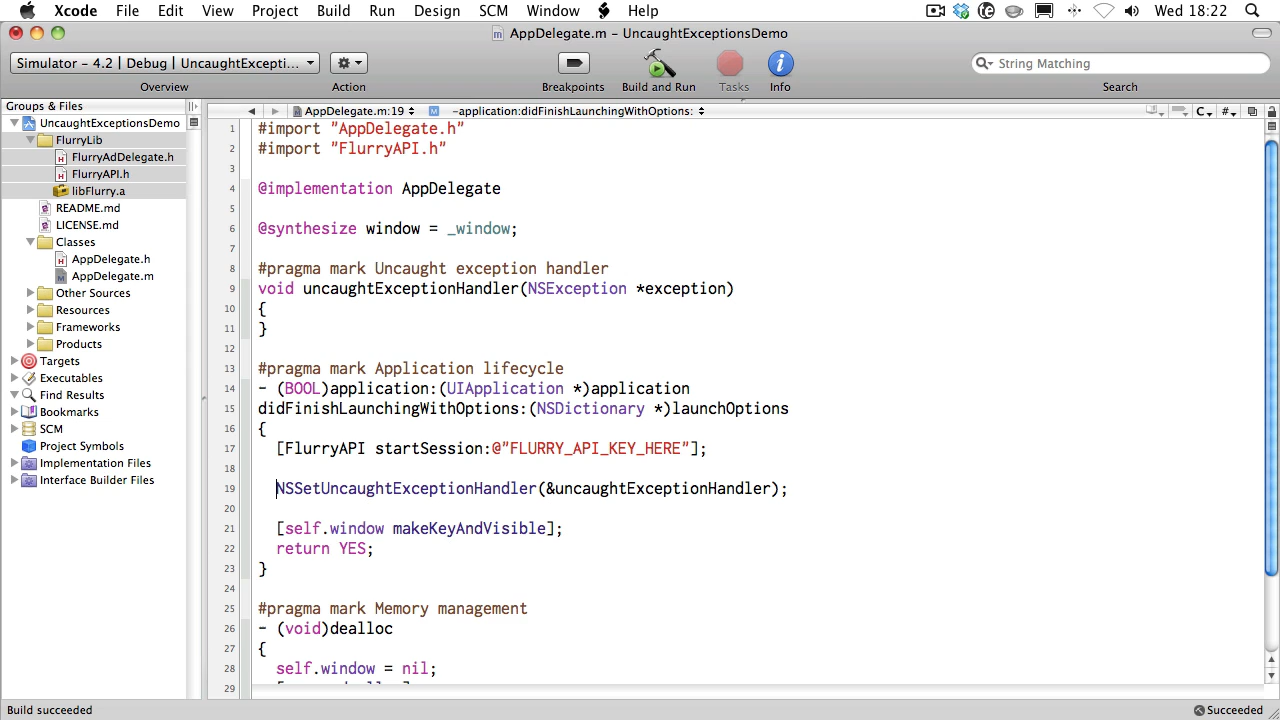 Xcode File Edit View Project Build Run Design SCM Window Help Wed 18:22
AppDelegate.m - UncaughtExceptionsDemo
Simulator - 4.2 | Debug | UncaughtExcepti... String Matching
Overview Action Breakpoints Build and Run Tasks Info Search
Groups & Files
AppDelegate.m:19 -application:didFinishLaunchingWithOptions: C #
UncaughtExceptionsDemo
FlurryLib
FlurryAdDelegate.h
FlurryAPI.h
libFlurry.a
README.md
LICENSE.md
Classes
AppDelegate.h
AppDelegate.m
Other Sources
Resources
Frameworks
Products
Targets
Executables
Find Results
Bookmarks
SCM
Project Symbols
Implementation Files
Interface Builder Files
1 #import "AppDelegate.h"
2 #import "FlurryAPI.h"
3
4 @implementation AppDelegate
5
6 @synthesize window = _window;
7
8 #pragma mark Uncaught exception handler
9 void uncaughtExceptionHandler(NSException *exception)
10 {
11 }
12
13 #pragma mark Application lifecycle
14 - (BOOL)application:(UIApplication *)application
15 didFinishLaunchingWithOptions:(NSDictionary *)launchOptions
16 {
17 [FlurryAPI startSession:@"FLURRY_API_KEY_HERE"];
18
19 NSSetUncaughtExceptionHandler(&uncaughtExceptionHandler);
20
21 [self.window makeKeyAndVisible];
22 return YES;
23 }
24
25 #pragma mark Memory management
26 - (void)dealloc
27 {
28 self.window = nil;
29
Build succeeded Succeeded